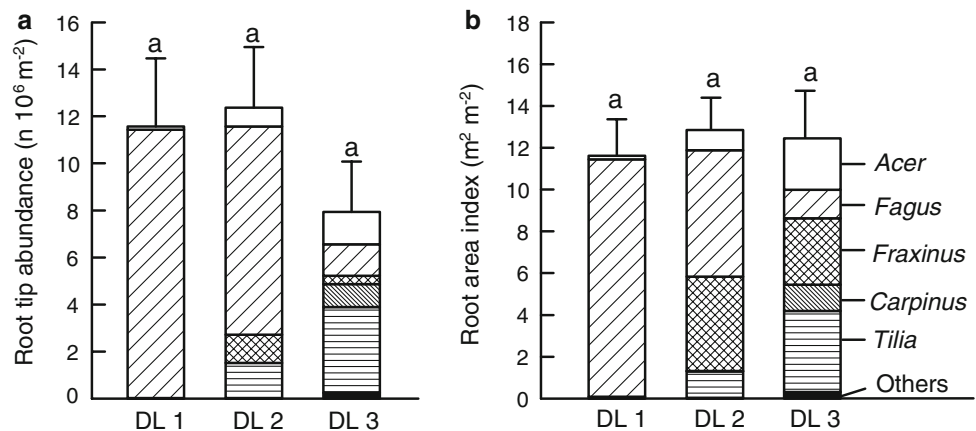 a
Root tip abundance (n 10⁶ m⁻²)
16
14
12
10
8
6
4
2
0
a
a
a
DL 1
DL 2
DL 3
b
Root area index (m² m⁻²)
18
16
14
12
10
8
6
4
2
0
a
a
a
DL 1
DL 2
DL 3
Acer
Fagus
Fraxinus
Carpinus
Tilia
Others